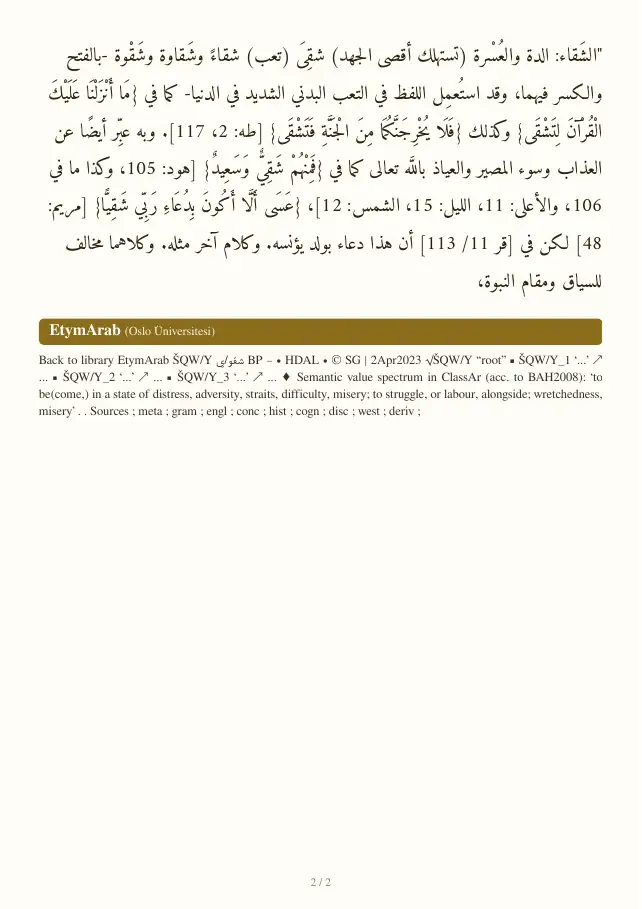 "الشَقاء: الدة والعُسْرة (تستهلك أقصى الجهد) شقِىَ (تعب) شقاءً وشَقاوة وشَقْوة -بالفتح
والكسر فيهما، وقد استُعمِل اللفظ في التعب البدني الشديد في الدنيا- كما في {مَا أَنْزَلْنَا عَلَيْكَ
الْقُرْآنَ لِتَشْقَى} وكذلك {فَلَا يُخْرِجَنَّكُمَا مِنَ الْجَنَّةِ فَتَشْقَى} [طه: 2، 117]. وبه عبِّر أيضًا عن
العذاب وسوء المصير والعياذ باللَّه تعالى كما في {فَمِنْهُمْ شَقِيٌّ وَسَعِيدٌ} [هود: 105، وكذا ما في
106، والأعلى: 11، الليل: 15، الشمس: 12]، {عَسَى أَلَّا أَكُونَ بِدُعَاءِ رَبِّي شَقِيًّا} [مريم:
48] لكن في [قر 11/ 113] أن هذا دعاء بولد يؤنسه. وكلام آخر مثله. وكلاهما مخالف
للسياق ومقام النبوة،
EtymArab (Oslo Üniversitesi)
Back to library EtymArab ŠQW/Y شقو/ي BP – • HDAL • © SG | 2Apr2023 √ŠQW/Y “root” ▪ ŠQW/Y_1 ‘...’ ↗
... ▪ ŠQW/Y_2 ‘...’ ↗ ... ▪ ŠQW/Y_3 ‘...’ ↗ ... ♦ Semantic value spectrum in ClassAr (acc. to BAH2008): ‘to
be(come,) in a state of distress, adversity, straits, difficulty, misery; to struggle, or labour, alongside; wretchedness,
misery’ . . Sources ; meta ; gram ; engl ; conc ; hist ; cogn ; disc ; west ; deriv ;
2 / 2